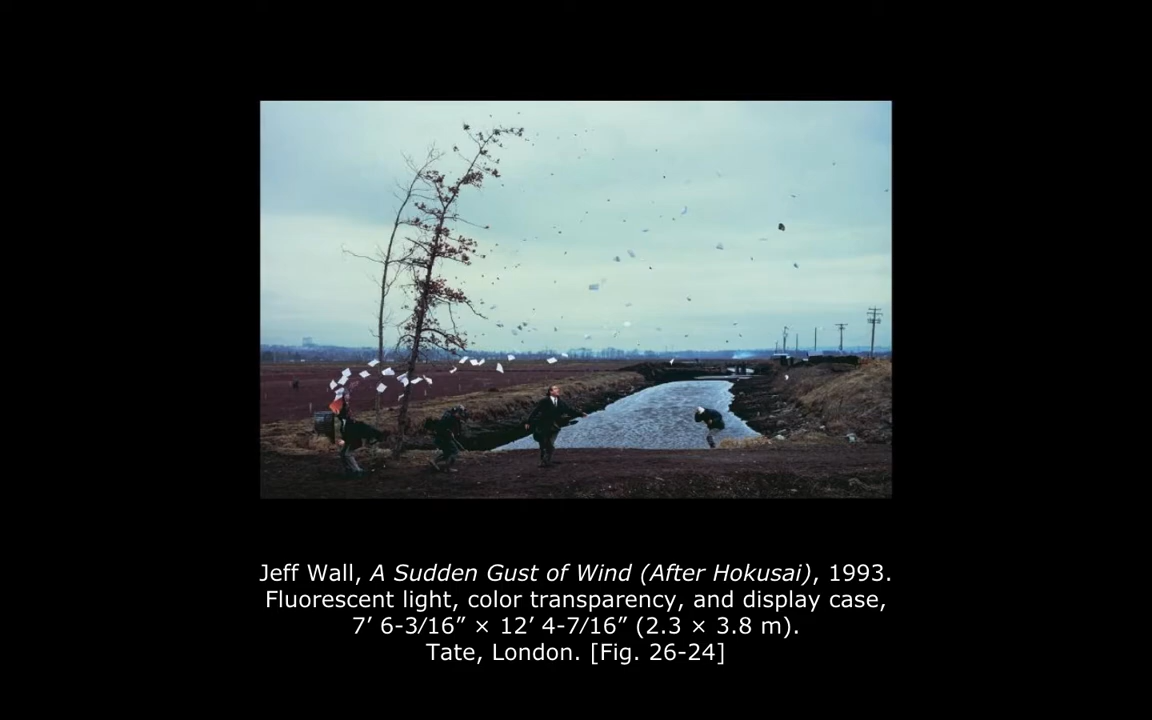 Jeff Wall, A Sudden Gust of Wind (After Hokusai), 1993.
Fluorescent light, color transparency, and display case,
7′ 6-3/16” × 12’ 4-7/16” (2.3 × 3.8 m).
Tate, London. [Fig. 26-24]